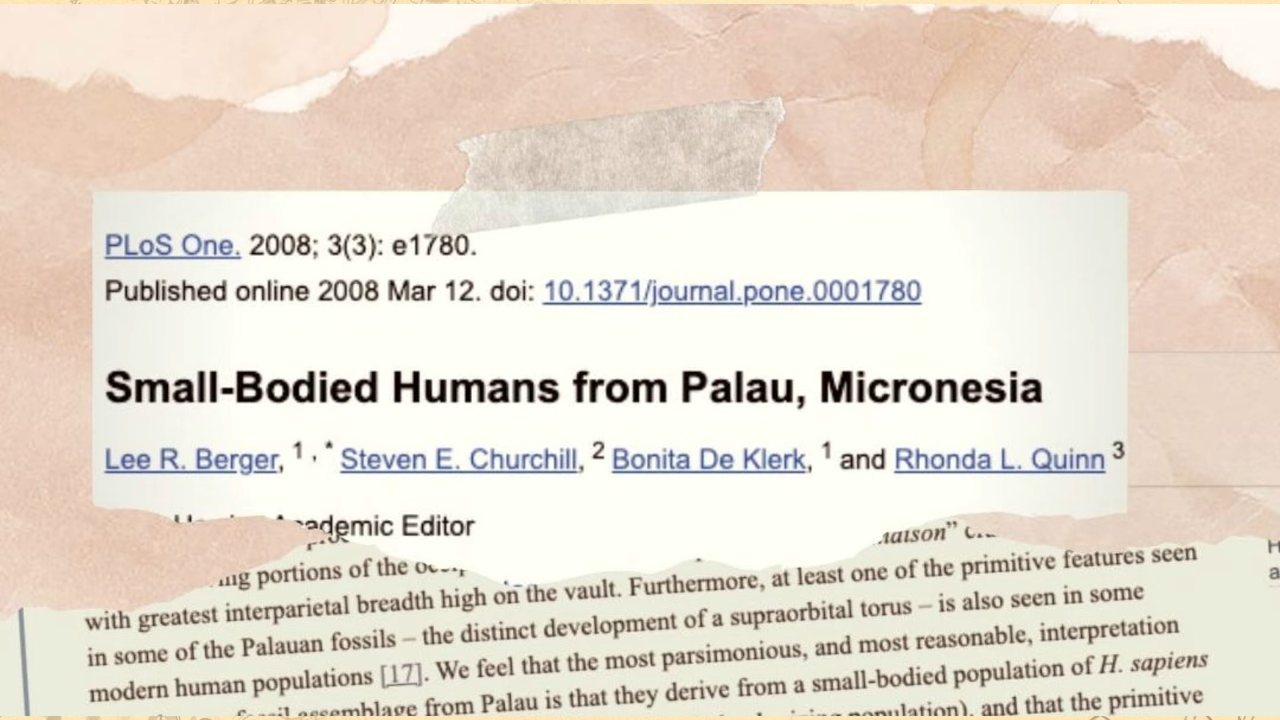 PLoS One. 2008; 3(3): e1780.
Published online 2008 Mar 12. doi: 10.1371/journal.pone.0001780
Small-Bodied Humans from Palau, Micronesia
Lee R. Berger, 1 , * Steven E. Churchill, 2 Bonita De Klerk, 1 and Rhonda L. Quinn 3
Academic Editor
portions of the
with greatest interparietal breadth high on the vault. Furthermore, at least one of the primitive features seen
in some of the Palauan fossils – the distinct development of a supraorbital torus – is also seen in some
modern human populations [17]. We feel that the most parsimonious, and most reasonable, interpretation
assemblage from Palau is that they derive from a small-bodied population of H. sapiens
population), and that the primitive